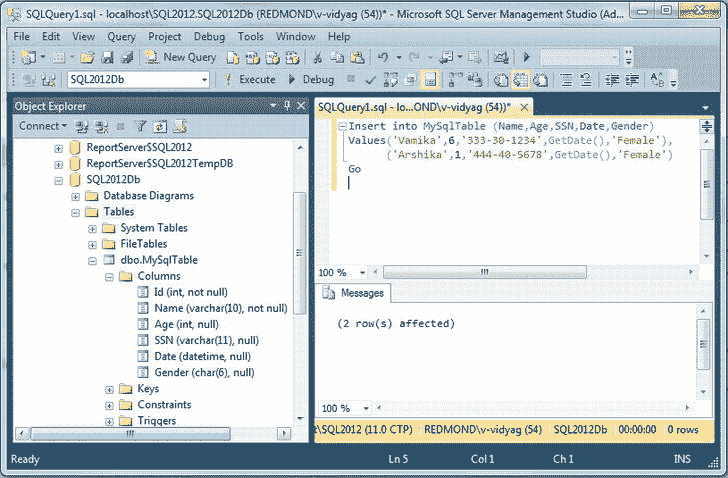 SQLQuery1.sql - localhost\SQL2012.SQL2012Db (REDMOND\v-vidyag (54))* - Microsoft SQL Server Management Studio (Ad...
File Edit View Query Project Debug Tools Window Help
New Query
SQL2012Db Execute Debug
Object Explorer
Connect
ReportServer$SQL2012
ReportServer$SQL2012TempDB
SQL2012Db
Database Diagrams
Tables
System Tables
FileTables
dbo.MySqlTable
Columns
Id (int, not null)
Name (varchar(10), not null)
Age (int, null)
SSN (varchar(11), null)
Date (datetime, null)
Gender (char(6), null)
Keys
Constraints
Triggers
SQLQuery1.sql - lo...OND\v-vidyag (54))*
Insert into MySqlTable (Name,Age,SSN,Date,Gender)
Values('Vamika',6,'333-30-1234',GetDate(),'Female'),
('Arshika',1,'444-40-5678',GetDate(),'Female')
Go
100 %
Messages
(2 row(s) affected)
100 %
\SQL2012 (11.0 CTP) REDMOND\v-vidyag (54) SQL2012Db 00:00:00 0 rows
Ready Ln 5 Col 1 Ch 1 INS